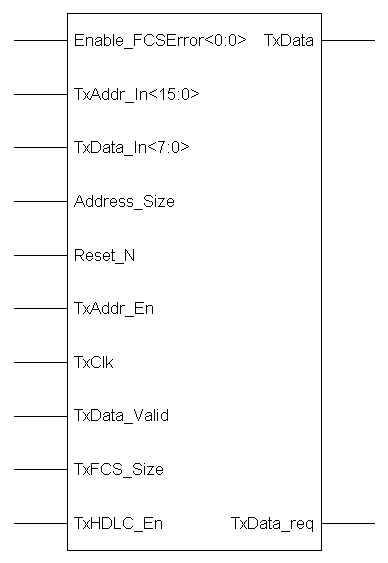 Enable_FCSError<0:0> TxData
TxAddr_In<15:0>
TxData_In<7:0>
Address_Size
Reset_N
TxAddr_En
TxClk
TxData_Valid
TxFCS_Size
TxHDLC_En TxData_req